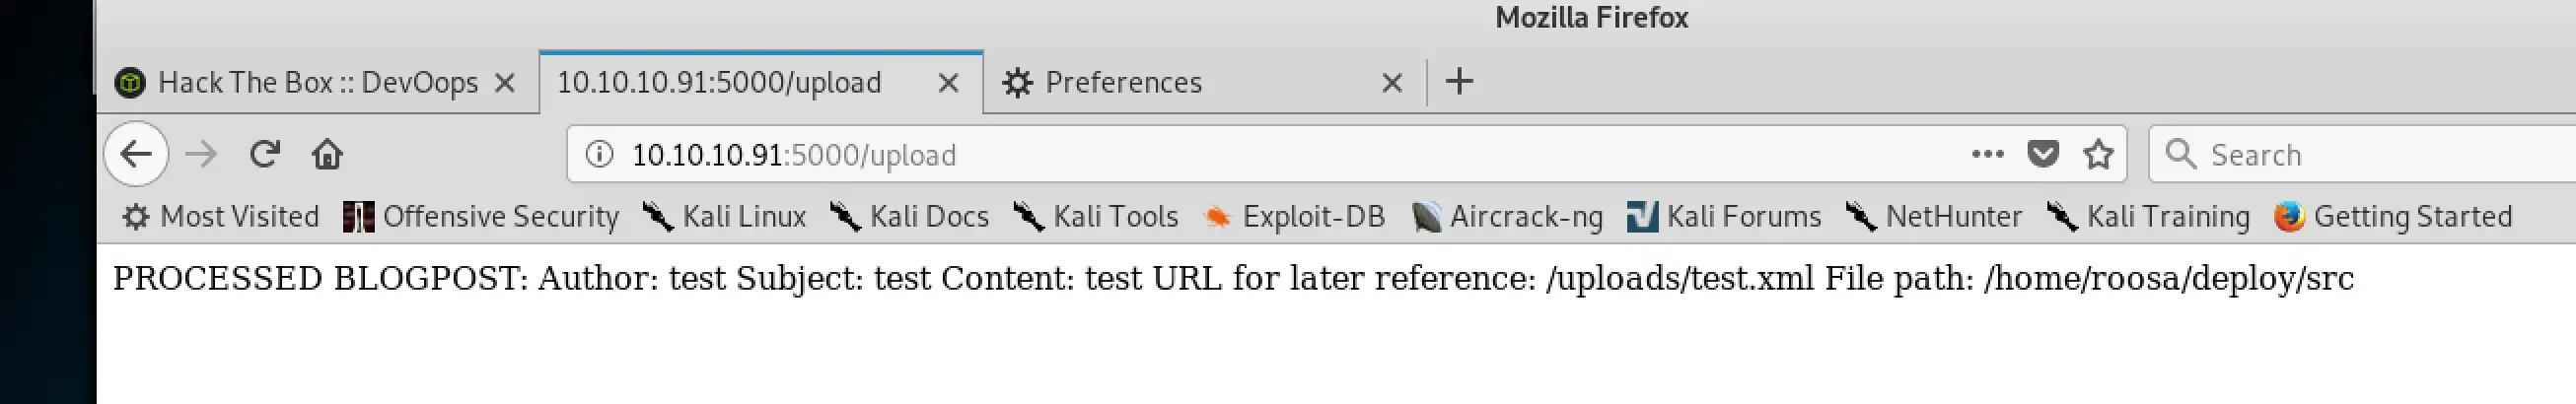 Mozilla Firefox
Hack The Box :: DevOops 10.10.10.91:5000/upload Preferences
10.10.10.91:5000/upload Search
Most Visited Offensive Security Kali Linux Kali Docs Kali Tools Exploit-DB Aircrack-ng Kali Forums NetHunter Kali Training Getting Started
PROCESSED BLOGPOST: Author: test Subject: test Content: test URL for later reference: /uploads/test.xml File path: /home/roosa/deploy/src